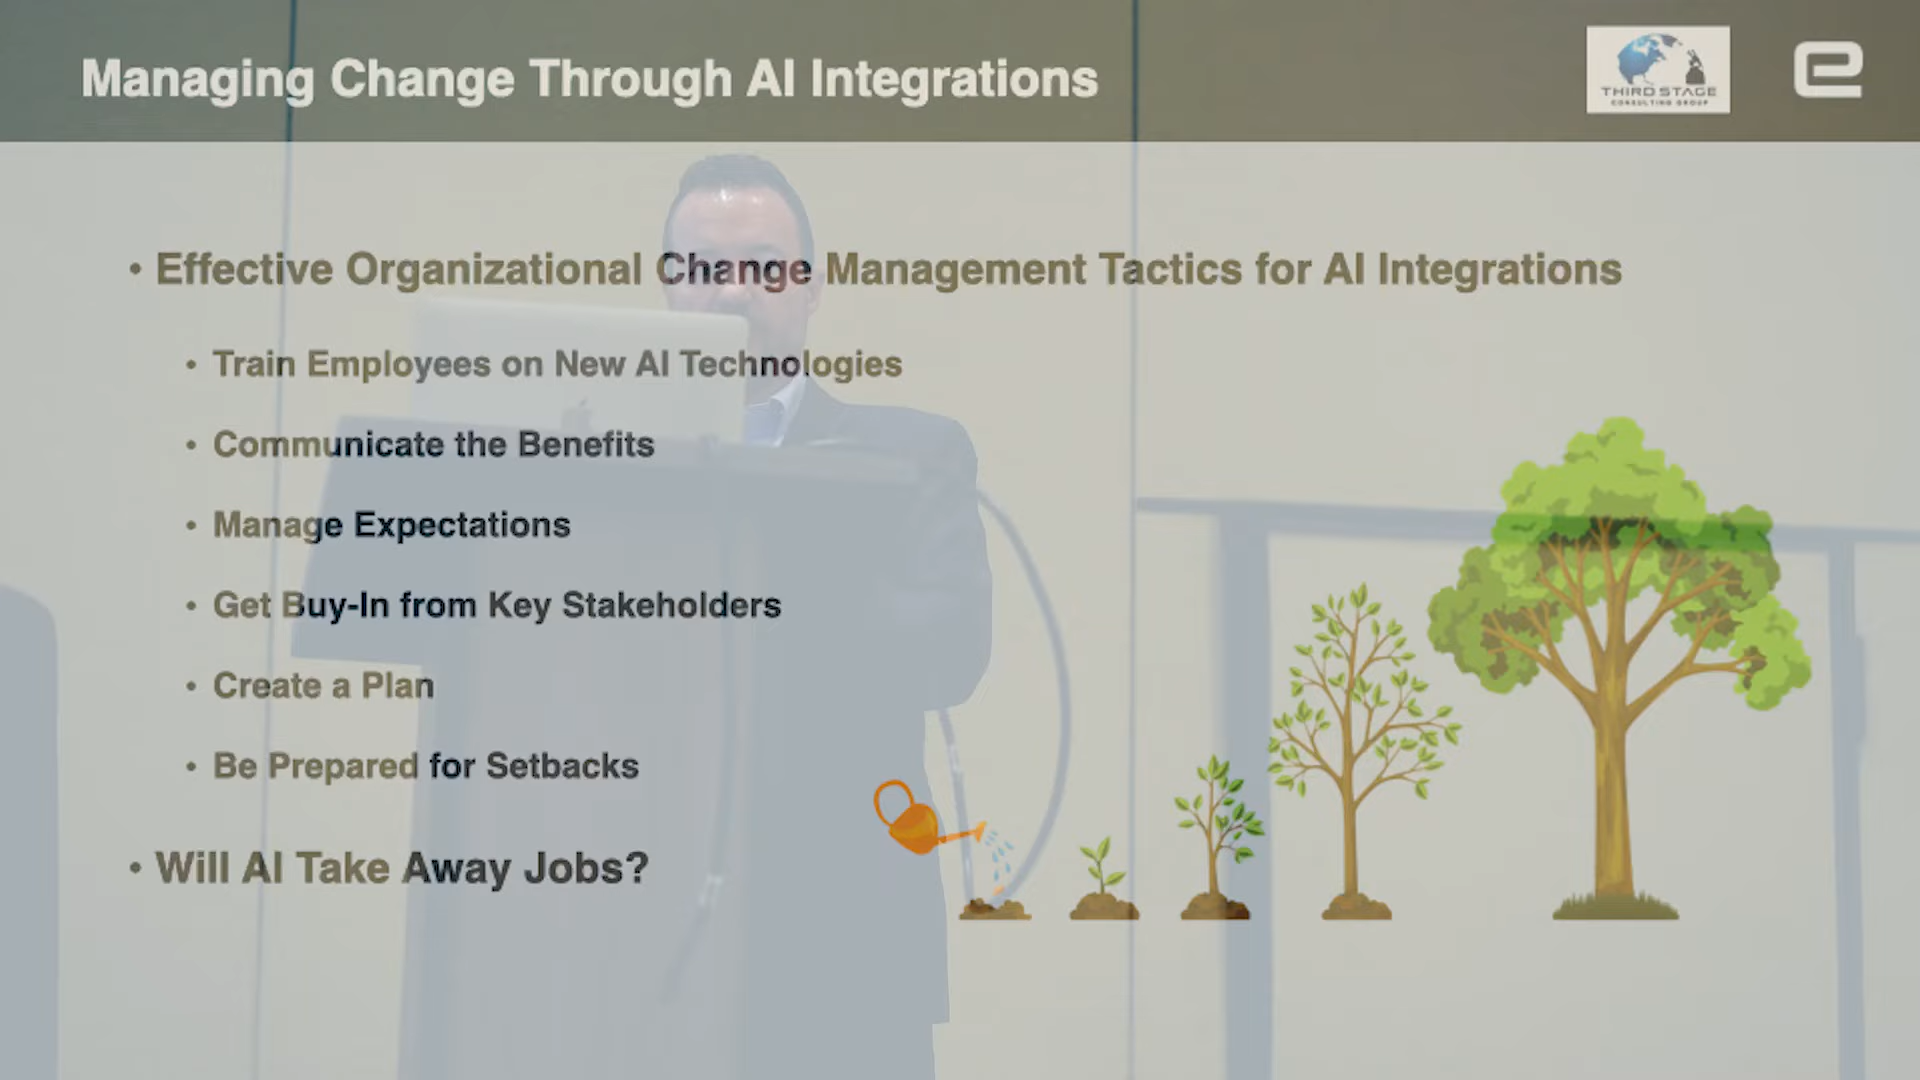 Managing Change Through AI Integrations
THIRD STAGE
CONSULTING GROUP
• Effective Organizational Change Management Tactics for AI Integrations
• Train Employees on New AI Technologies
• Communicate the Benefits
• Manage Expectations
• Get Buy-In from Key Stakeholders
• Create a Plan
• Be Prepared for Setbacks
• Will AI Take Away Jobs?